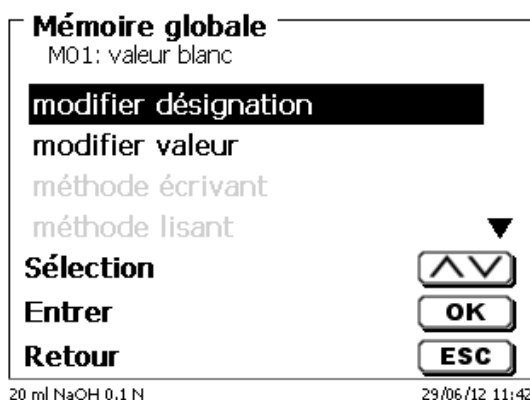 Mémoire globale
M01: valeur blanc
modifier désignation
modifier valeur
méthode écrivant
méthode lisant
Sélection
Entrer OK
Retour ESC
20 ml NaOH 0.1 N 29/06/12 11:42